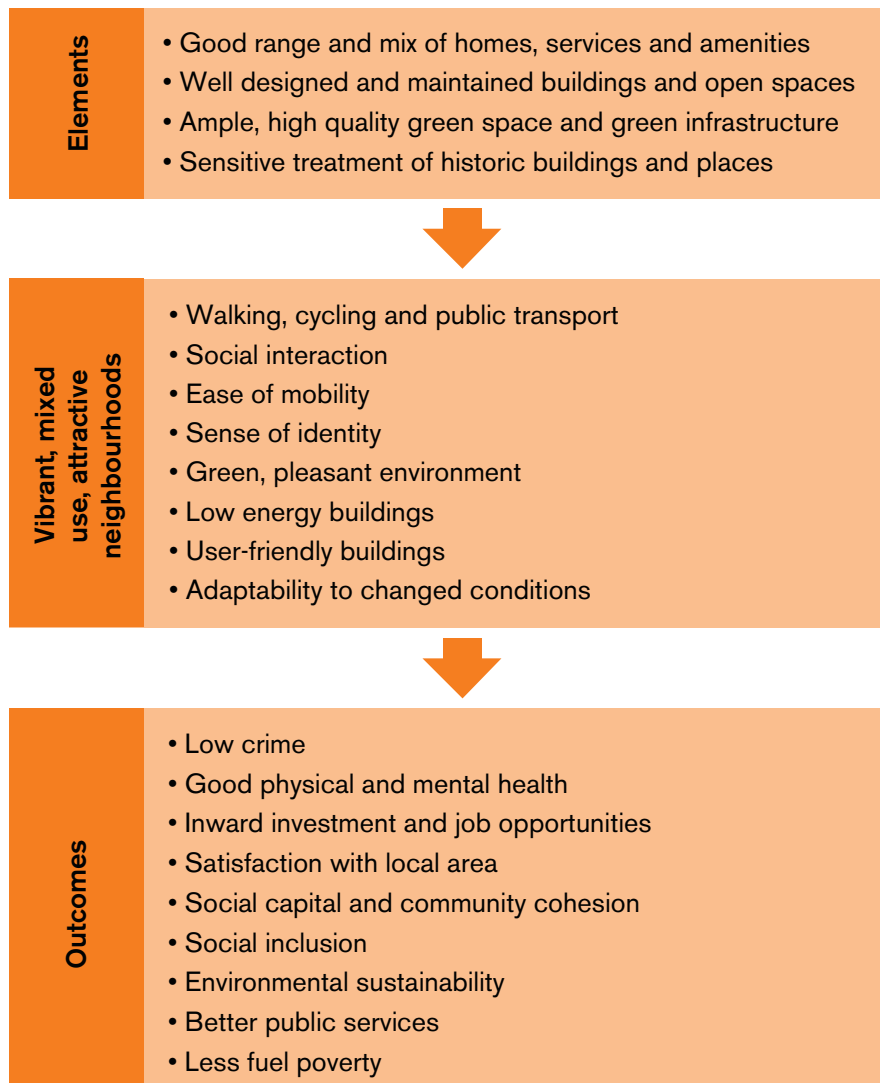 Elements
• Good range and mix of homes, services and amenities
• Well designed and maintained buildings and open spaces
• Ample, high quality green space and green infrastructure
• Sensitive treatment of historic buildings and places
Vibrant, mixed
use, attractive
neighbourhoods
• Walking, cycling and public transport
• Social interaction
• Ease of mobility
• Sense of identity
• Green, pleasant environment
• Low energy buildings
• User-friendly buildings
• Adaptability to changed conditions
Outcomes
• Low crime
• Good physical and mental health
• Inward investment and job opportunities
• Satisfaction with local area
• Social capital and community cohesion
• Social inclusion
• Environmental sustainability
• Better public services
• Less fuel poverty